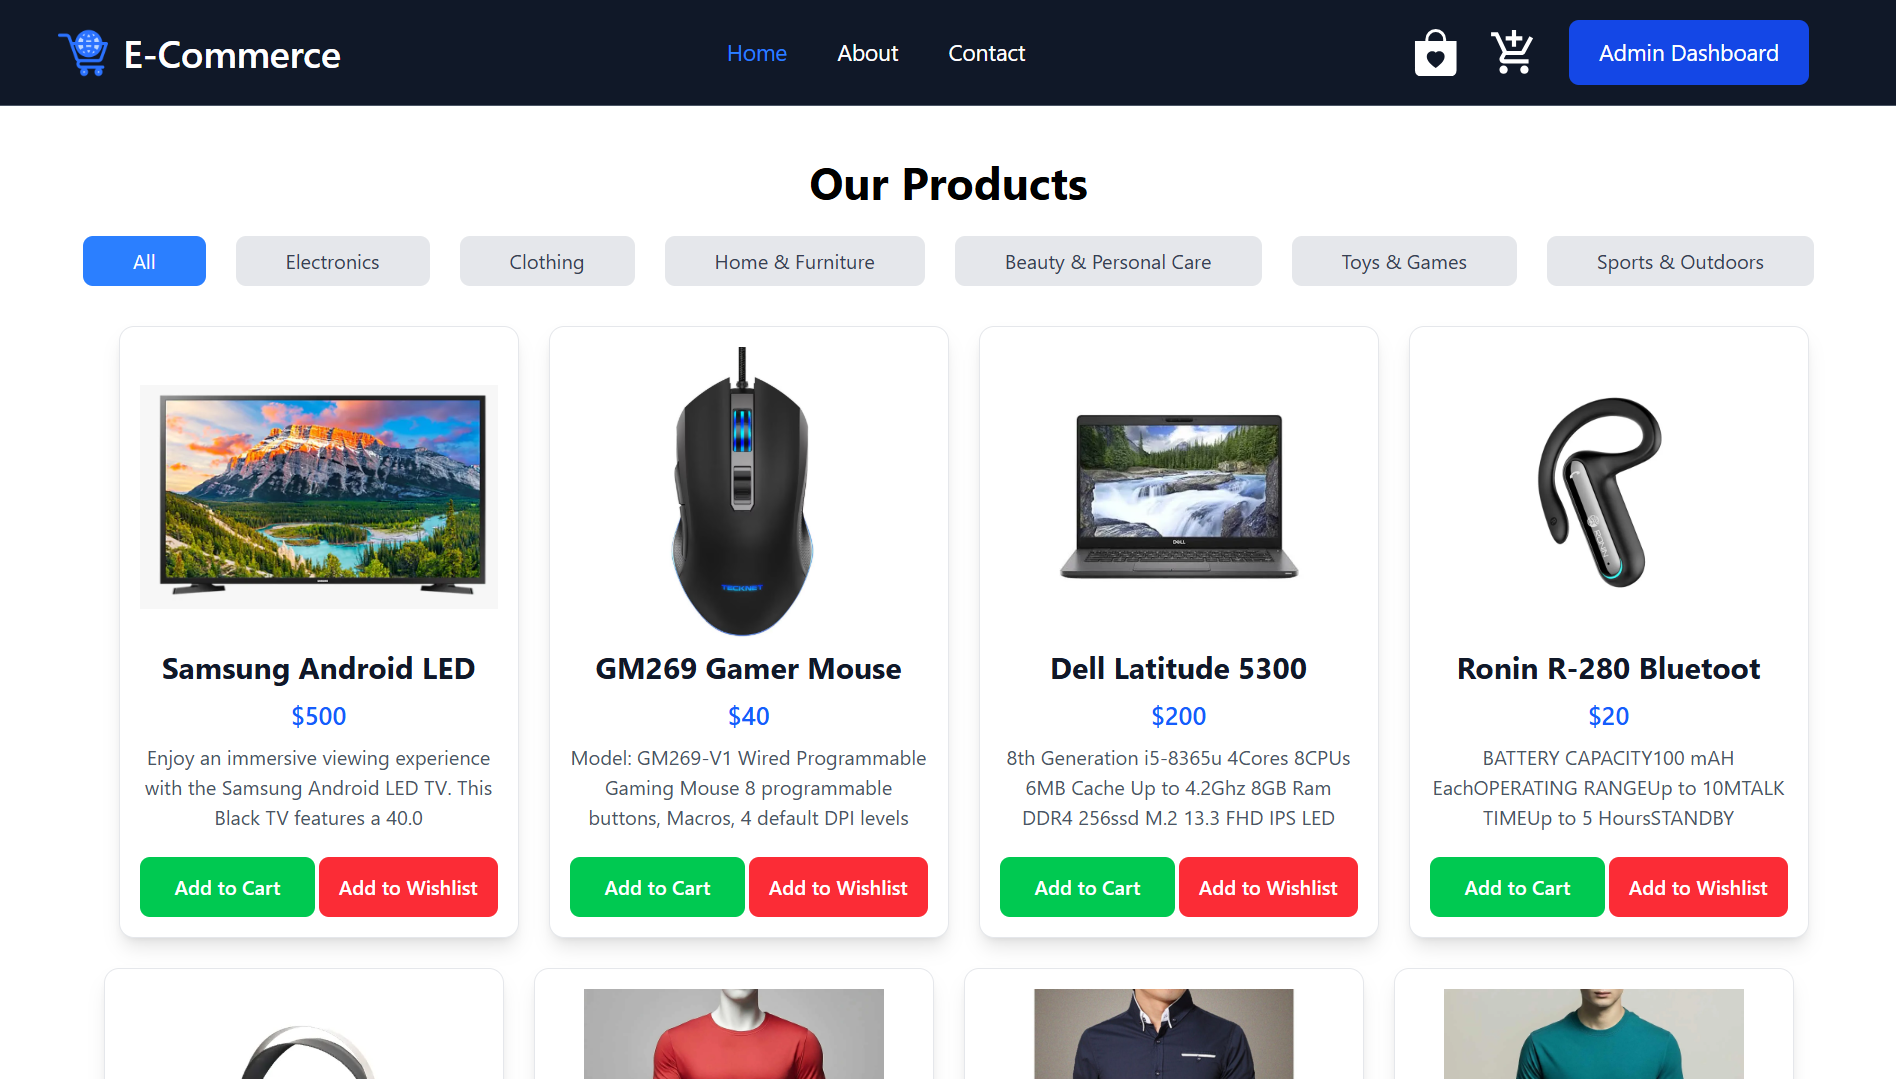 E-Commerce
Home
About
Contact
Admin Dashboard
Our Products
All
Electronics
Clothing
Home & Furniture
Beauty & Personal Care
Toys & Games
Sports & Outdoors
TECKNET
DELL
RONIN
Samsung Android LED
$500
Enjoy an immersive viewing experience
with the Samsung Android LED TV. This
Black TV features a 40.0
Add to Cart
Add to Wishlist
GM269 Gamer Mouse
$40
Model: GM269-V1 Wired Programmable
Gaming Mouse 8 programmable
buttons, Macros, 4 default DPI levels
Add to Cart
Add to Wishlist
Dell Latitude 5300
$200
8th Generation i5-8365u 4Cores 8CPUs
6MB Cache Up to 4.2Ghz 8GB Ram
DDR4 256ssd M.2 13.3 FHD IPS LED
Add to Cart
Add to Wishlist
Ronin R-280 Bluetoot
$20
BATTERY CAPACITY100 mAH
EachOPERATING RANGEUp to 10MTALK
TIMEUp to 5 HoursSTANDBY
Add to Cart
Add to Wishlist